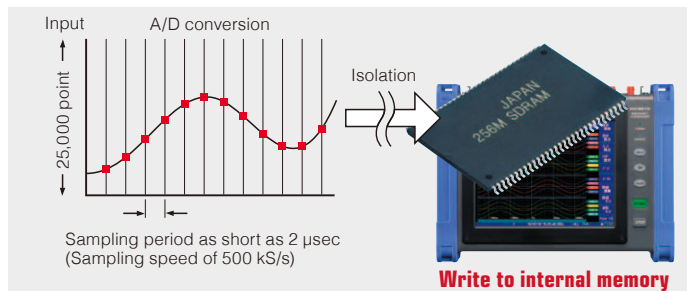 Input
A/D conversion
25,000 point
Isolation
JAPAN
256M SDRAM
Sampling period as short as 2 µsec
(Sampling speed of 500 kS/s)
Write to internal memory